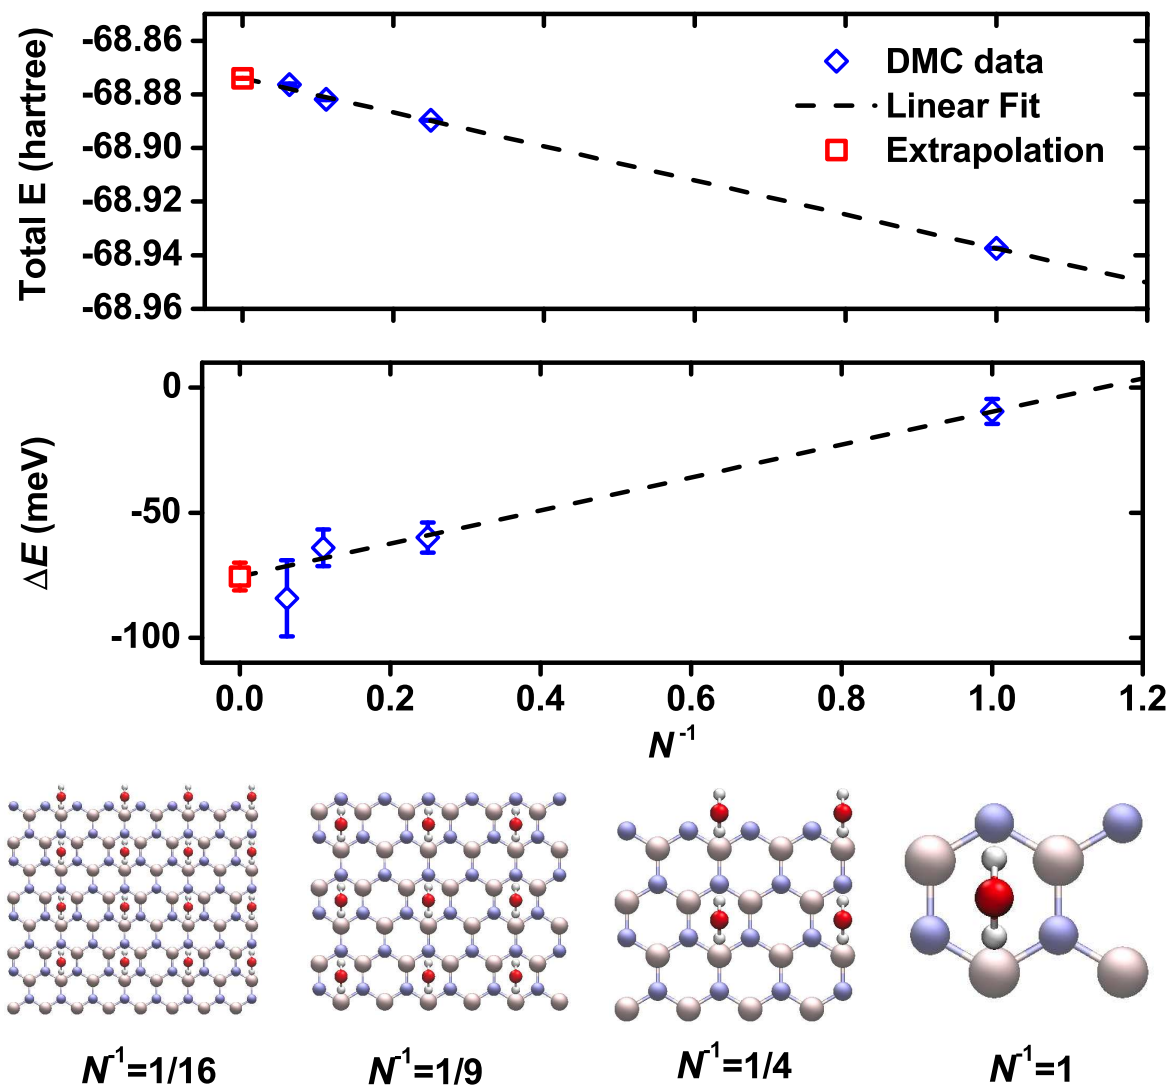 Total E (hartree)
-68.86
-68.88
-68.90
-68.92
-68.94
-68.96
DMC data
Linear Fit
Extrapolation
ΔE (meV)
0
-50
-100
0.0 0.2 0.4 0.6 0.8 1.0 1.2
N⁻¹
N⁻¹=1/16 N⁻¹=1/9 N⁻¹=1/4 N⁻¹=1